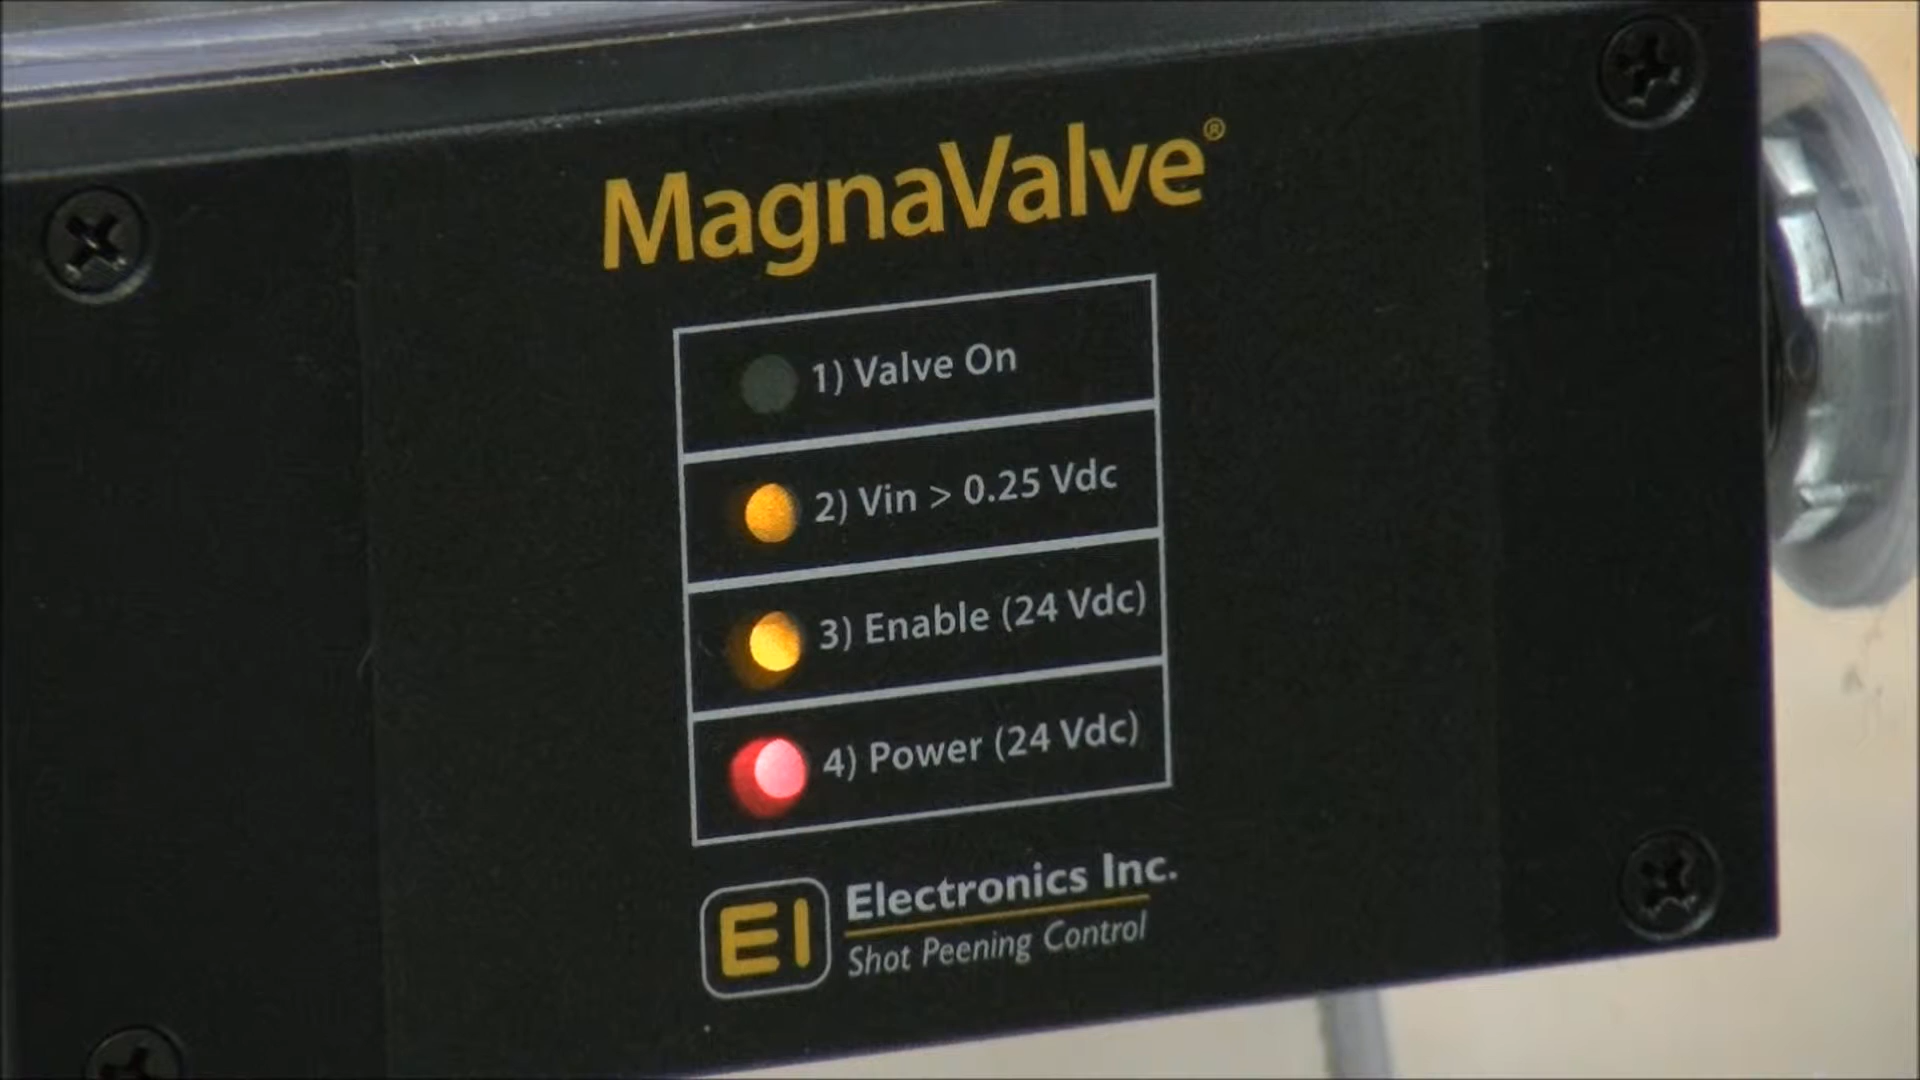 MagnaValve®
1) Valve On
2) Vin > 0.25 Vdc
3) Enable (24 Vdc)
4) Power (24 Vdc)
EI Electronics Inc.
Shot Peening Control